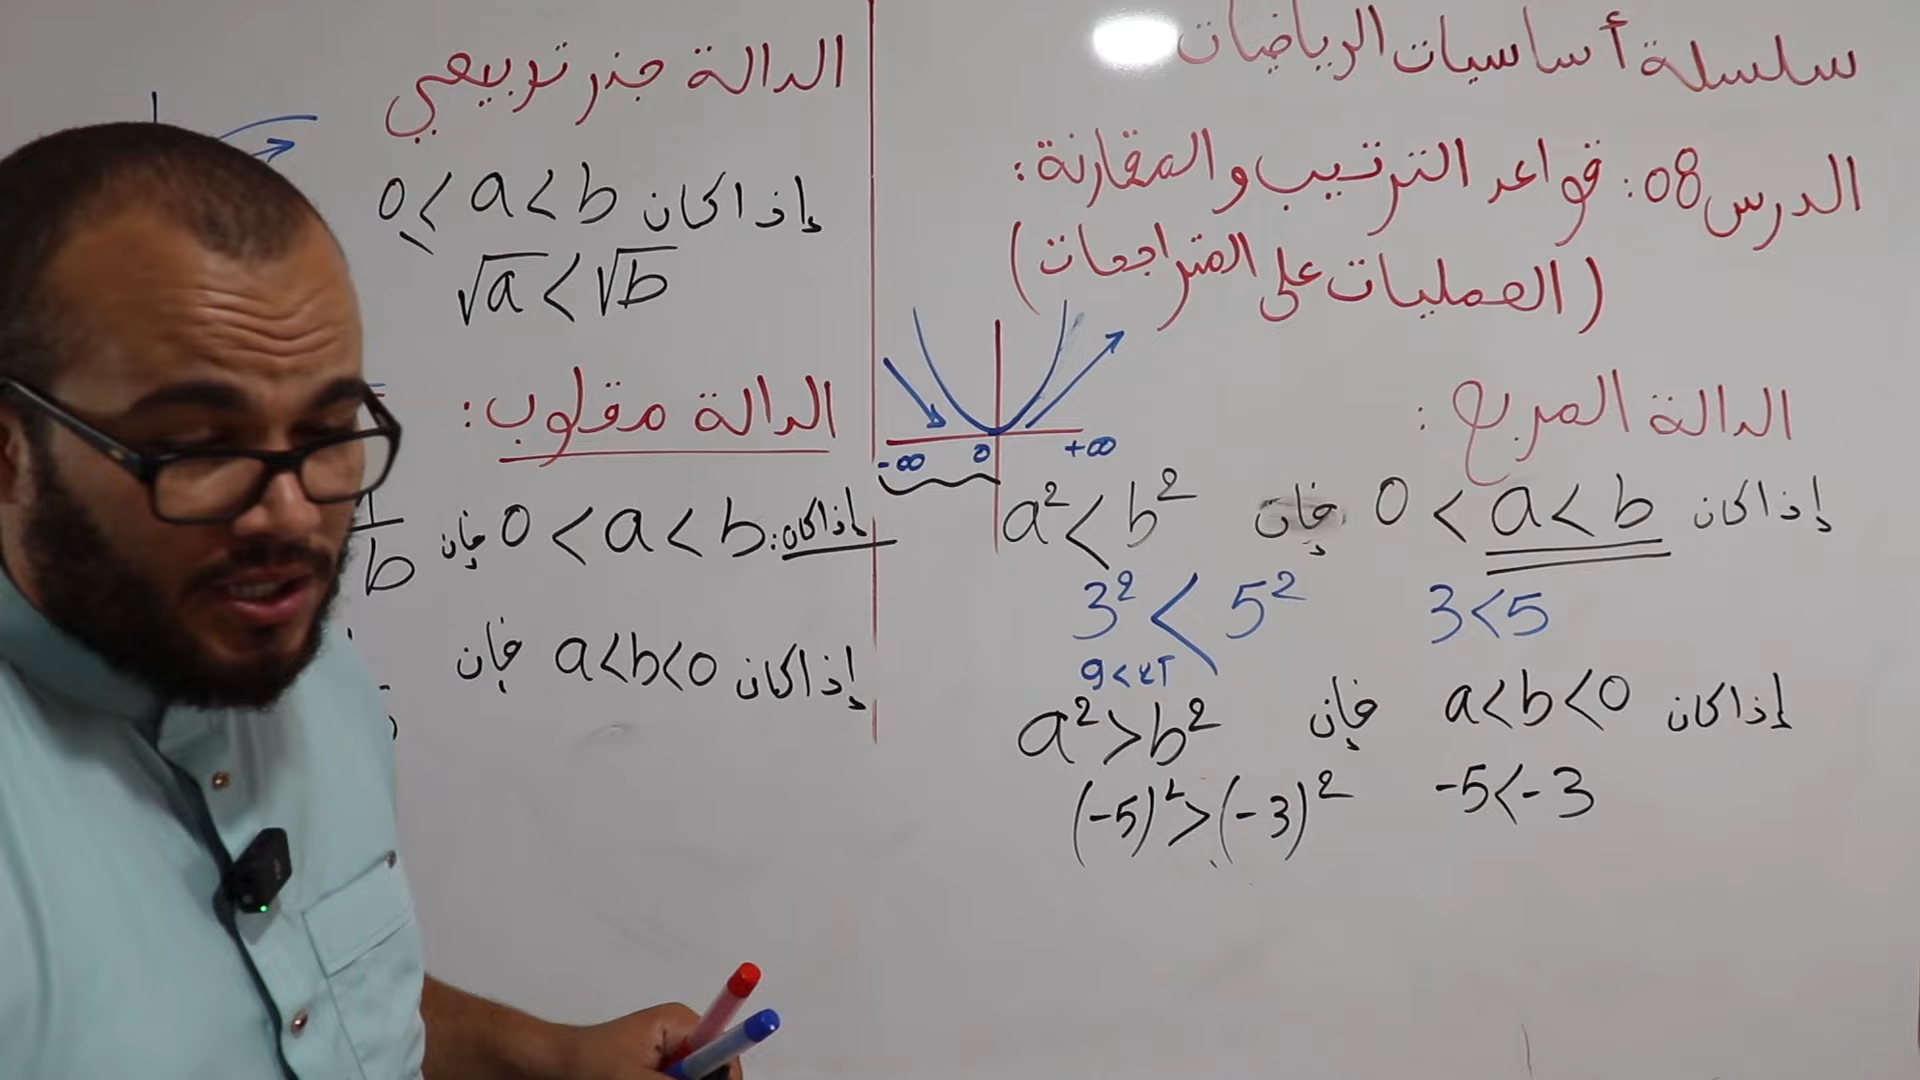 سلسلة أساسيات الرياضيات
الدرس 08: قواعد الترتيب والمقارنة:
(العمليات على المتراجحات)
الدالة المربع:
-∞ 0 +∞
إذا كان 0 < a < b فإن a² < b²
3 < 5 3² < 5²
9 <
إذا كان a < b < 0 فإن a² > b²
-5 < -3 (-5)² > (-3)²
الدالة جذر تربيعي
إذا كان 0 < a < b
√a < √b
الدالة مقلوب:
إذا كان: 0 < a < b فإن 1/b
إذا كان a < b < 0 فإن